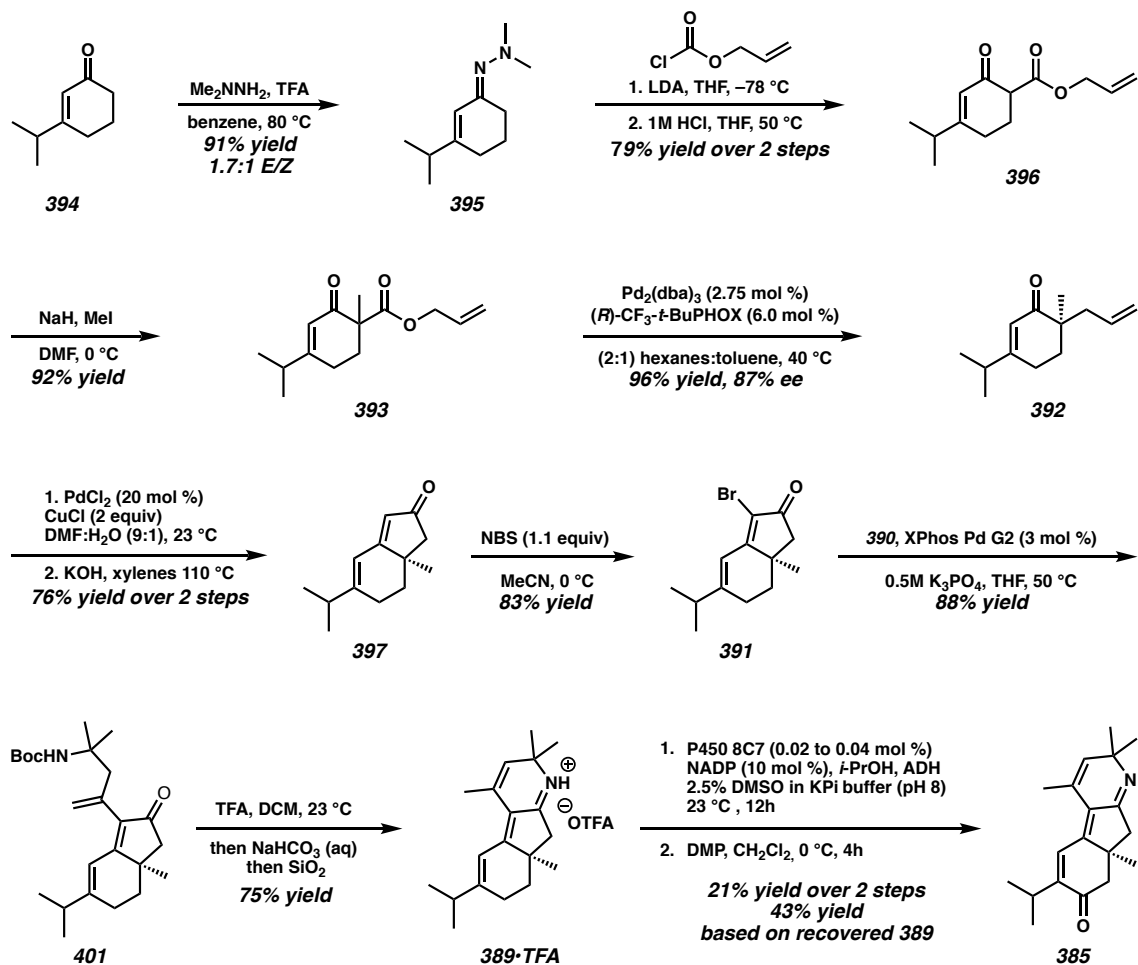 O
394
Me2NNH2, TFA
benzene, 80 °C
91% yield
1.7:1 E/Z
N
N
395
O
Cl
O
1. LDA, THF, –78 °C
2. 1M HCl, THF, 50 °C
79% yield over 2 steps
O
O
O
396
NaH, MeI
DMF, 0 °C
92% yield
O
O
O
393
Pd2(dba)3 (2.75 mol %)
(R)-CF3-t-BuPHOX (6.0 mol %)
(2:1) hexanes:toluene, 40 °C
96% yield, 87% ee
O
392
1. PdCl2 (20 mol %)
CuCl (2 equiv)
DMF:H2O (9:1), 23 °C
2. KOH, xylenes 110 °C
76% yield over 2 steps
O
397
NBS (1.1 equiv)
MeCN, 0 °C
83% yield
Br
O
391
390, XPhos Pd G2 (3 mol %)
0.5M K3PO4, THF, 50 °C
88% yield
BocHN
O
401
TFA, DCM, 23 °C
then NaHCO3 (aq)
then SiO2
75% yield
⊕
NH
⊖
OTFA
389•TFA
1. P450 8C7 (0.02 to 0.04 mol %)
NADP (10 mol %), i-PrOH, ADH
2.5% DMSO in KPi buffer (pH 8)
23 °C , 12h
2. DMP, CH2Cl2, 0 °C, 4h
21% yield over 2 steps
43% yield
based on recovered 389
N
O
385